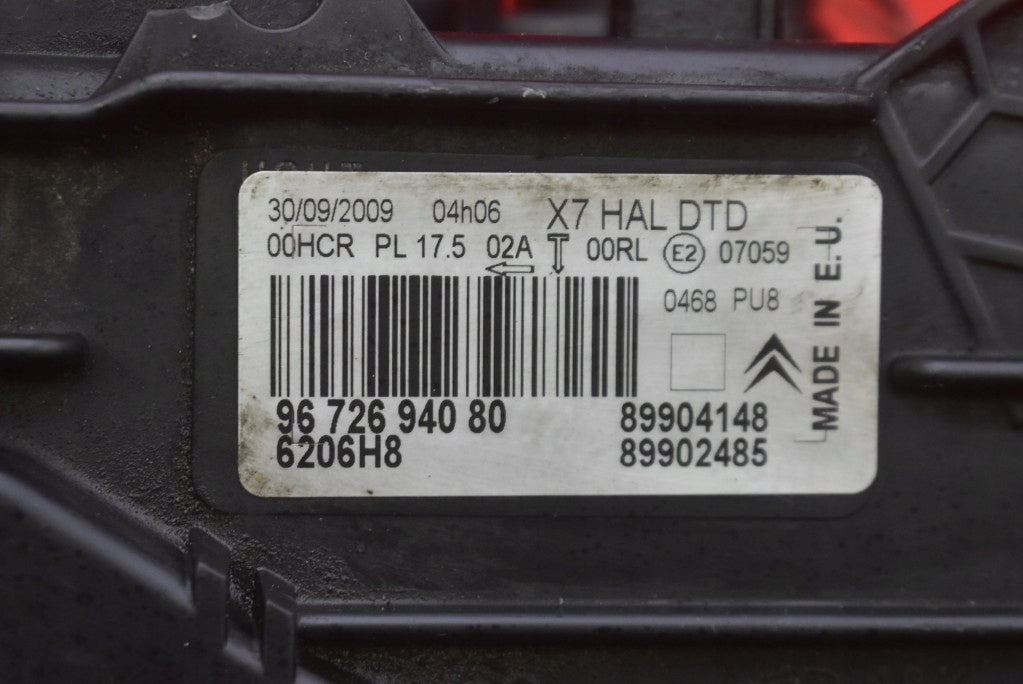 30/09/2009 04h06 X7 HAL DTD
00HCR PL 17.5 02A 00RL E2 07059
0468 PU8
MADE IN E.U.
96 726 940 80 89904148
6206H8 89902485